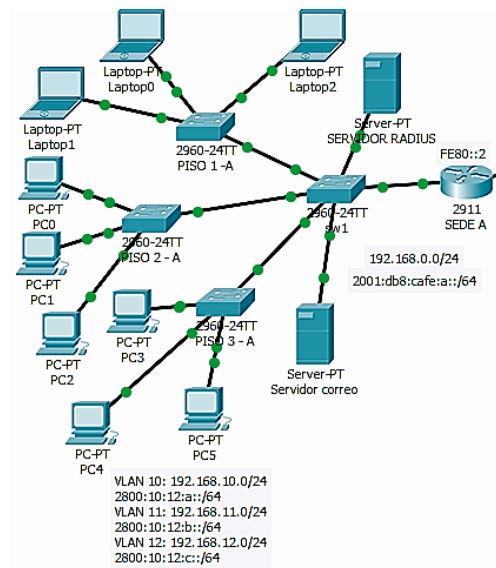 Laptop-PT
Laptop0
Laptop-PT
Laptop2
Laptop-PT
Laptop1
2960-24TT
PISO 1 -A
Server-PT
SERVIDOR RADIUS
FE80::2
2911
SEDE A
2960-24TT
sw1
PC-PT
PC0
2960-24TT
PISO 2 - A
PC-PT
PC1
192.168.0.0/24
2001:db8:cafe:a::/64
PC-PT
PC2
PC-PT
PC3
2960-24TT
PISO 3 - A
Server-PT
Servidor correo
PC-PT
PC4
PC-PT
PC5
VLAN 10: 192.168.10.0/24
2800:10:12:a::/64
VLAN 11: 192.168.11.0/24
2800:10:12:b::/64
VLAN 12: 192.168.12.0/24
2800:10:12:c::/64